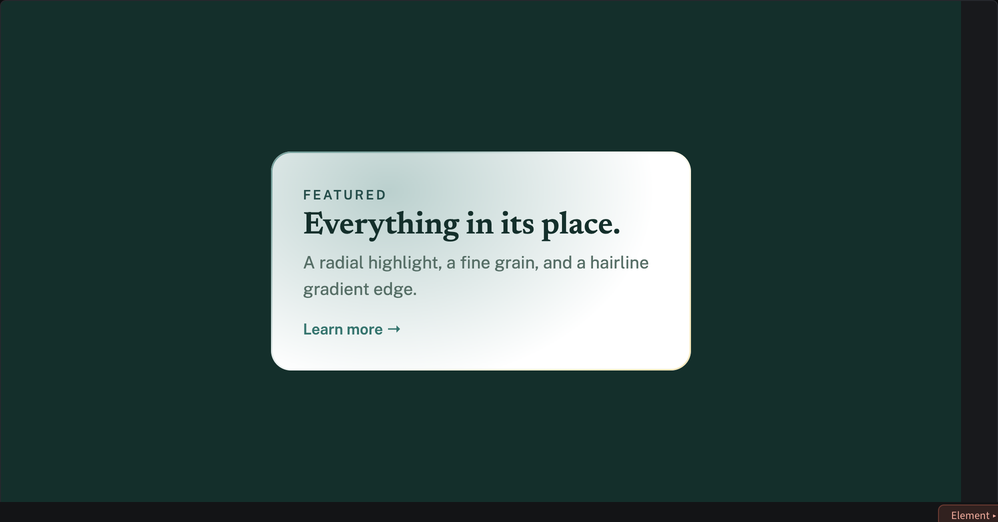 FEATURED
Everything in its place.
A radial highlight, a fine grain, and a hairline
gradient edge.
Learn more →
Element ▸